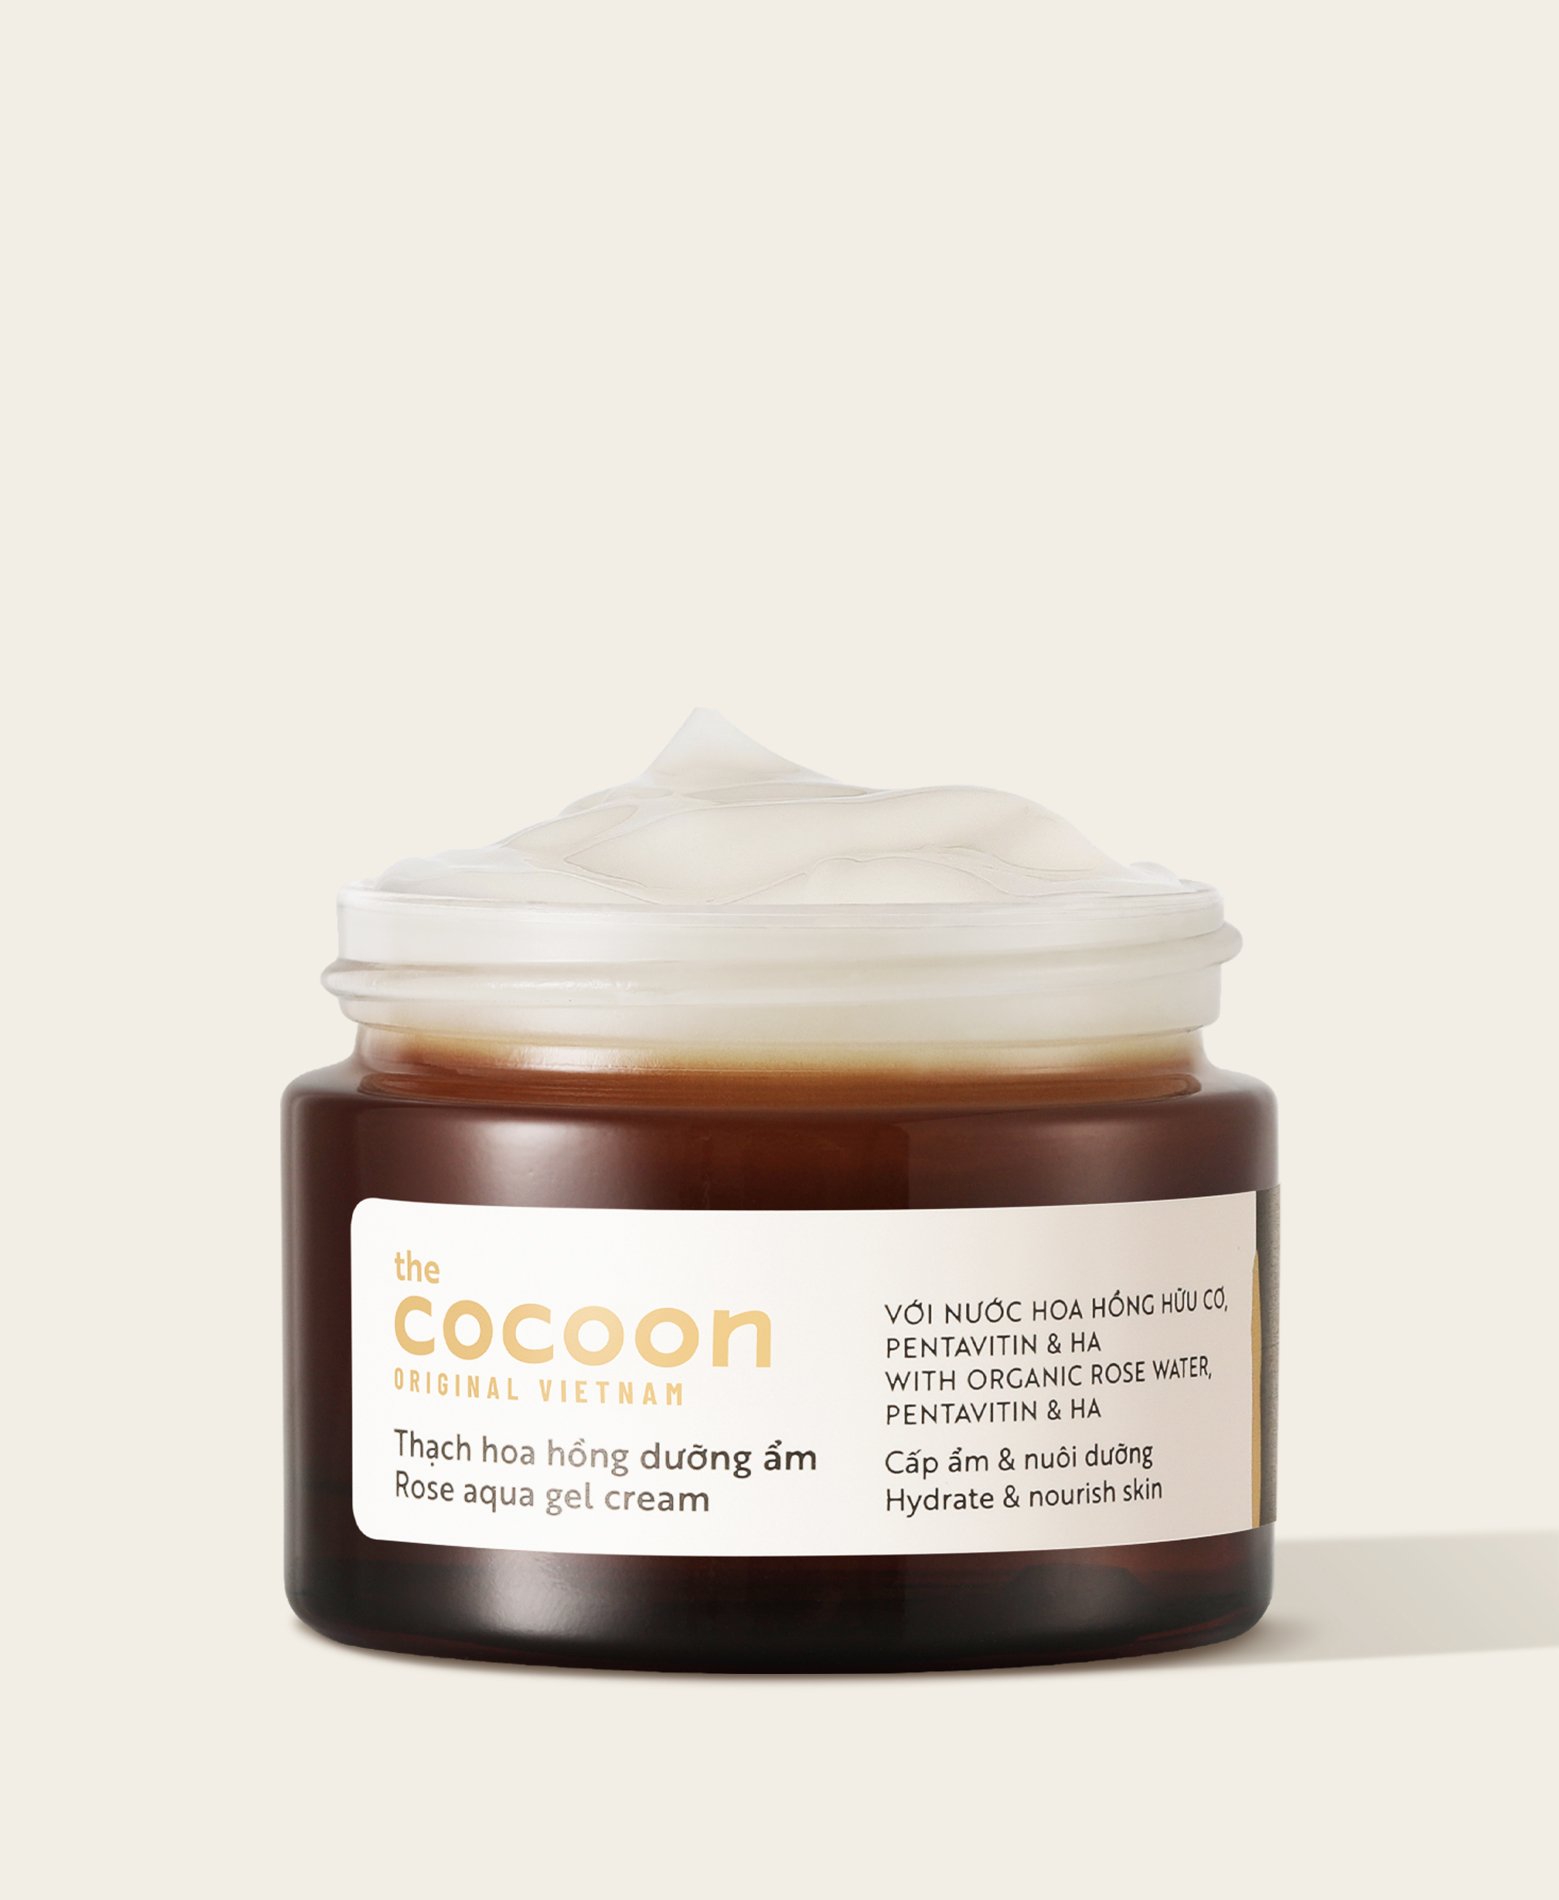 the
cocoon
ORIGINAL VIETNAM
Thạch hoa hồng dưỡng ẩm
Rose aqua gel cream
VỚI NƯỚC HOA HỒNG HỮU CƠ,
PENTAVITIN & HA
WITH ORGANIC ROSE WATER,
PENTAVITIN & HA
Cấp ẩm & nuôi dưỡng
Hydrate & nourish skin